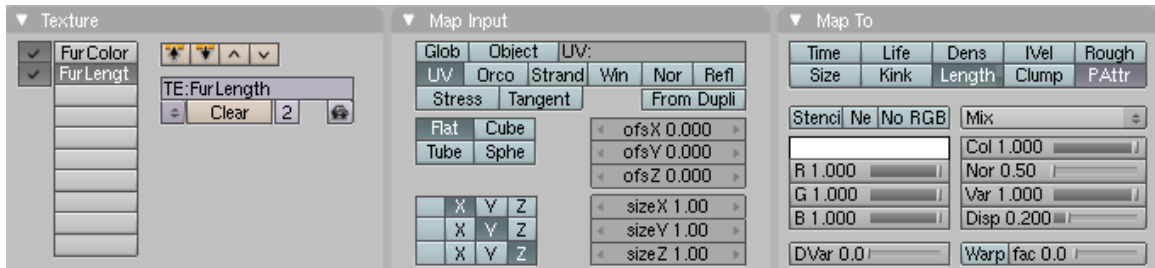 Texture
FurColor
FurLengt
TE:FurLength
Clear 2
Map Input
Glob Object UV:
UV Orco Strand Win Nor Refl
Stress Tangent From Dupli
Flat Cube
Tube Sphe
ofsX 0.000
ofsY 0.000
ofsZ 0.000
X Y Z
X Y Z
X Y Z
sizeX 1.00
sizeY 1.00
sizeZ 1.00
Map To
Time Life Dens IVel Rough
Size Kink Length Clump PAttr
Stenci Ne No RGB
R 1.000
G 1.000
B 1.000
DVar 0.0
Mix
Col 1.000
Nor 0.50
Var 1.000
Disp 0.200
Warp fac 0.0